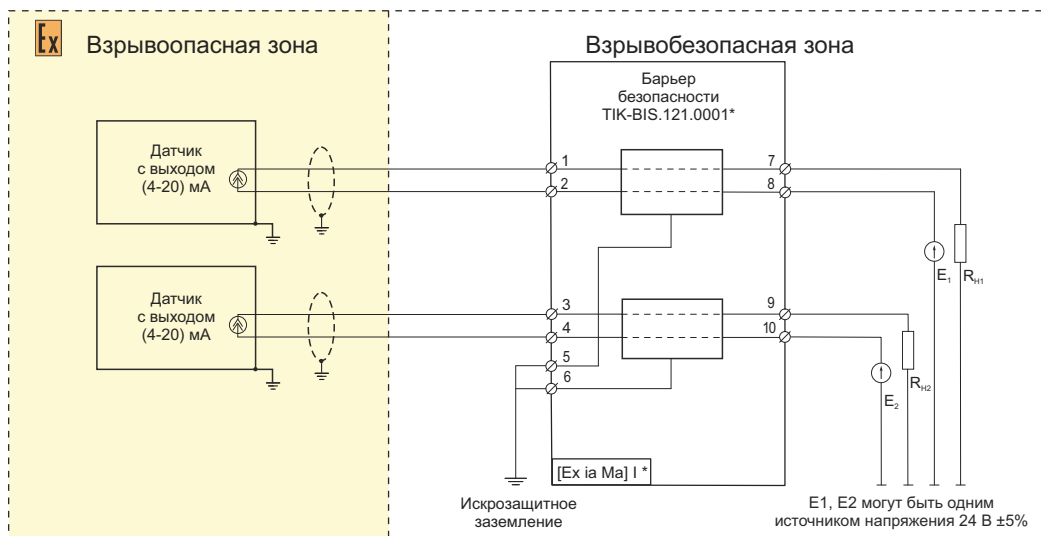 Ex
Взрывоопасная зона
Взрывобезопасная зона
Барьер
безопасности
TIK-BIS.121.0001*
Датчик
с выходом
(4-20) мА
1
2
7
8
E1
RН1
Датчик
с выходом
(4-20) мА
3
4
5
6
9
10
E2
RН2
[Ex ia Ma] I *
Искрозащитное
заземление
Е1, Е2 могут быть одним
источником напряжения 24 В ±5%